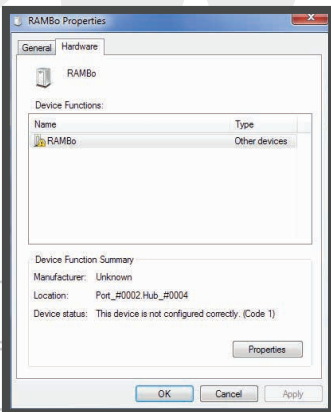 RAMBo Properties
General Hardware
RAMBo
Device Functions:
Name Type
RAMBo Other devices
Device Function Summary
Manufacturer: Unknown
Location: Port_#0002.Hub_#0004
Device status: This device is not configured correctly. (Code 1)
Properties
OK Cancel Apply